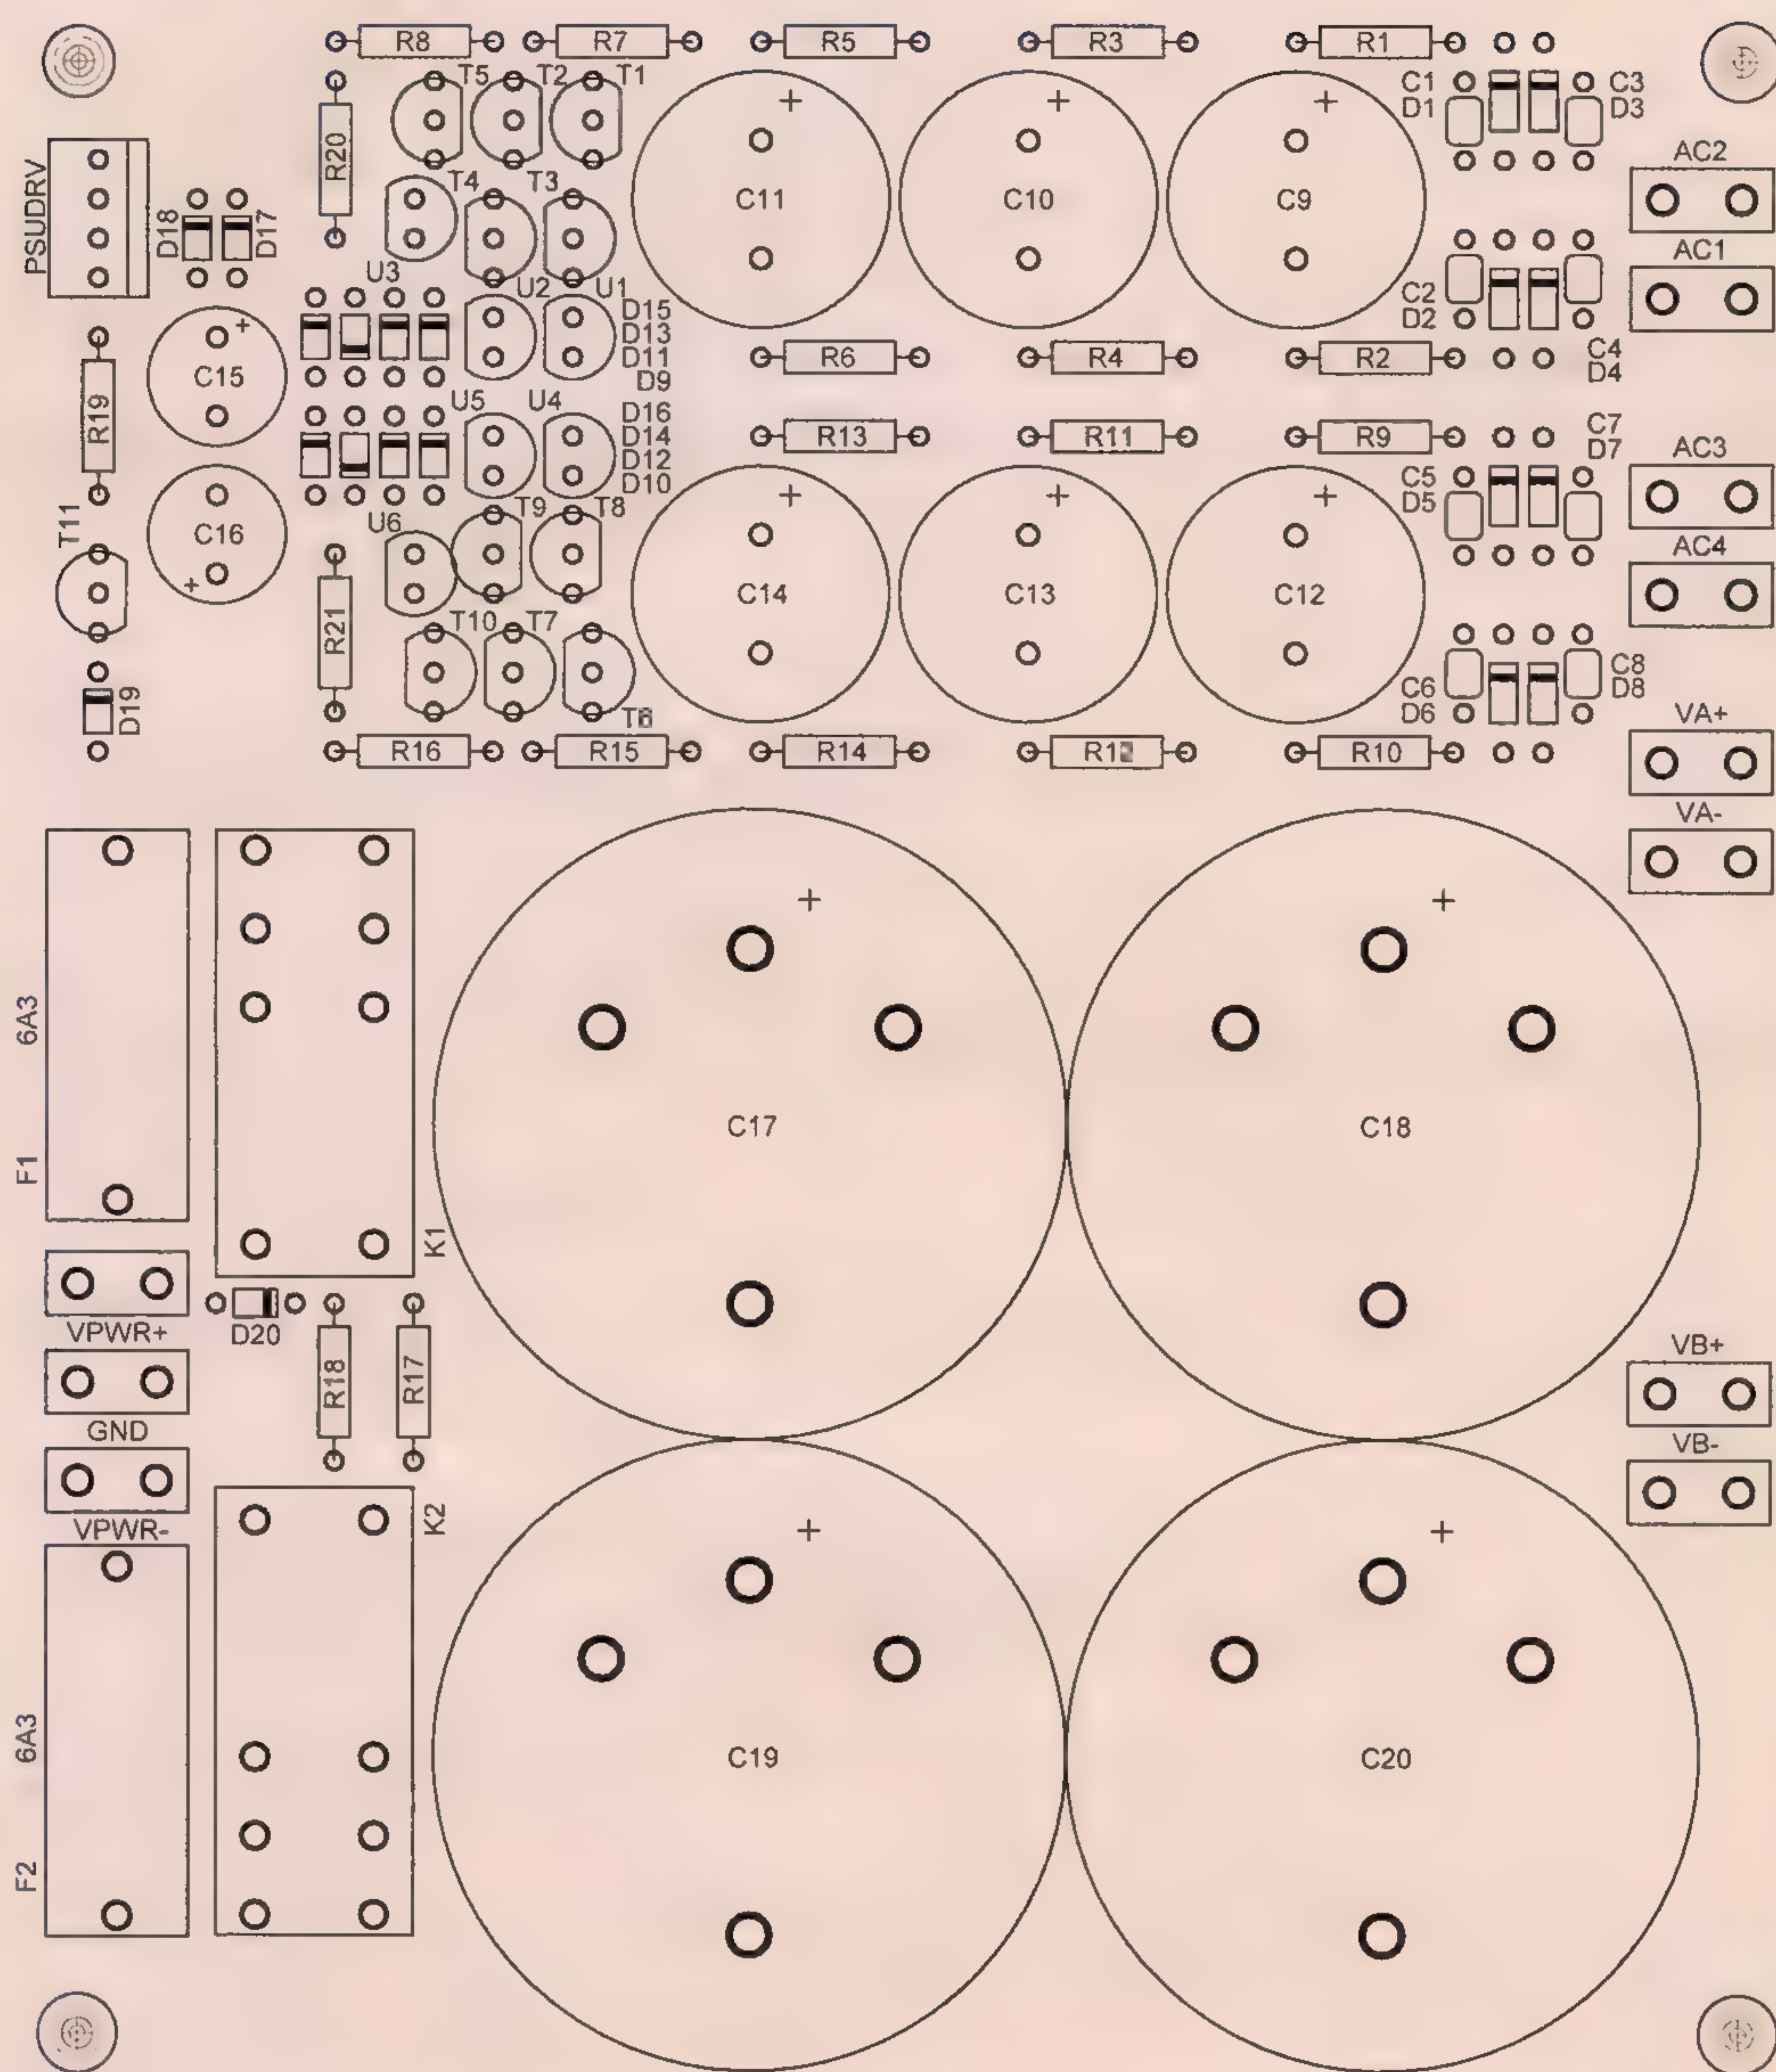 R8 R7 R5 R3 R1
T5 T2 T1
C1 C3
D1 D3
R20
AC2
PSUDRV
T4 T3
C11 C10 C9
D18 D17
AC1
U3 U2 U1
D15
D13
D11
D9
C2
D2
R6 R4 R2
C4
D4
C15
R19
U5 U4
D16
D14
D12
D10
R13 R11 R9
C7
D7
AC3
C5
D5
T11
C16
U6 T9 T8
AC4
C14 C13 C12
R21
T10 T7
C8
D8
C6
D6
D19
VA+
R16 R15 R14 R10
VA-
6A3
F1
C17 C18
K1
VPWR+
D20
R18 R17
VB+
GND
VB-
K2
VPWR-
6A3
F2
C19 C20